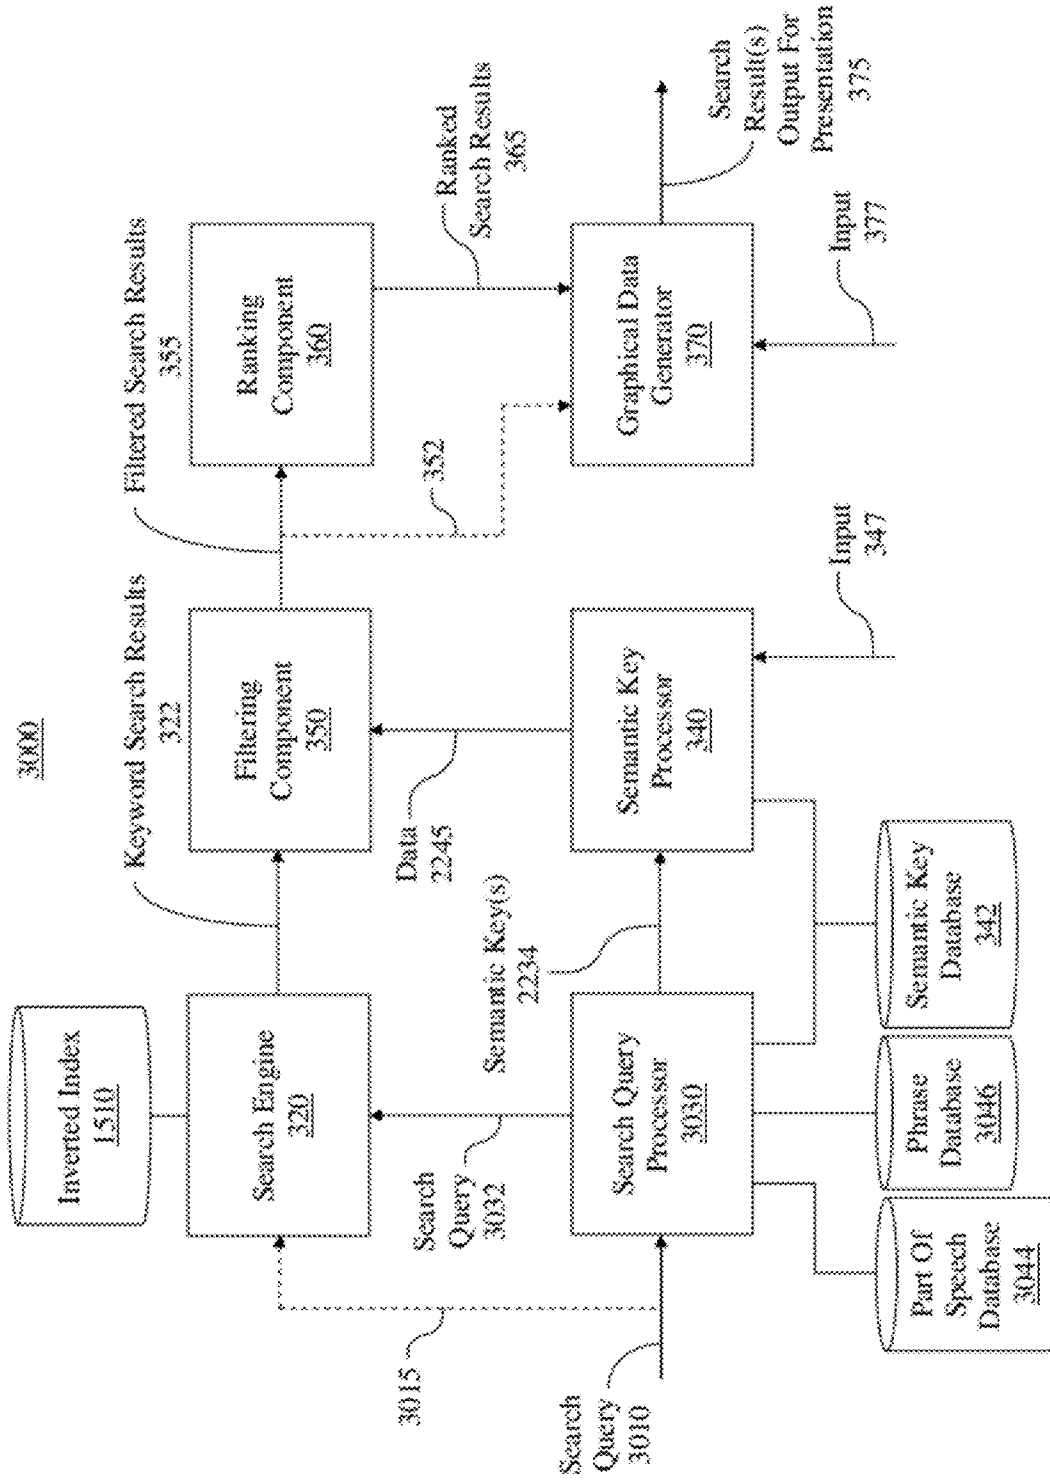 3000
Inverted Index
1510
Keyword Search Results
322
Filtered Search Results
355
Search Engine
320
Filtering
Component
350
Ranking
Component
360
3015
Search
Query
3032
Data
2245
352
Ranked
Search Results
365
Semantic Key(s)
2234
Search
Query
3010
Search Query
Processor
3030
Semantic Key
Processor
340
Graphical Data
Generator
370
Search
Result(s)
Output For
Presentation
375
Part Of
Speech
Database
3044
Phrase
Database
3046
Semantic Key
Database
342
Input
347
Input
377